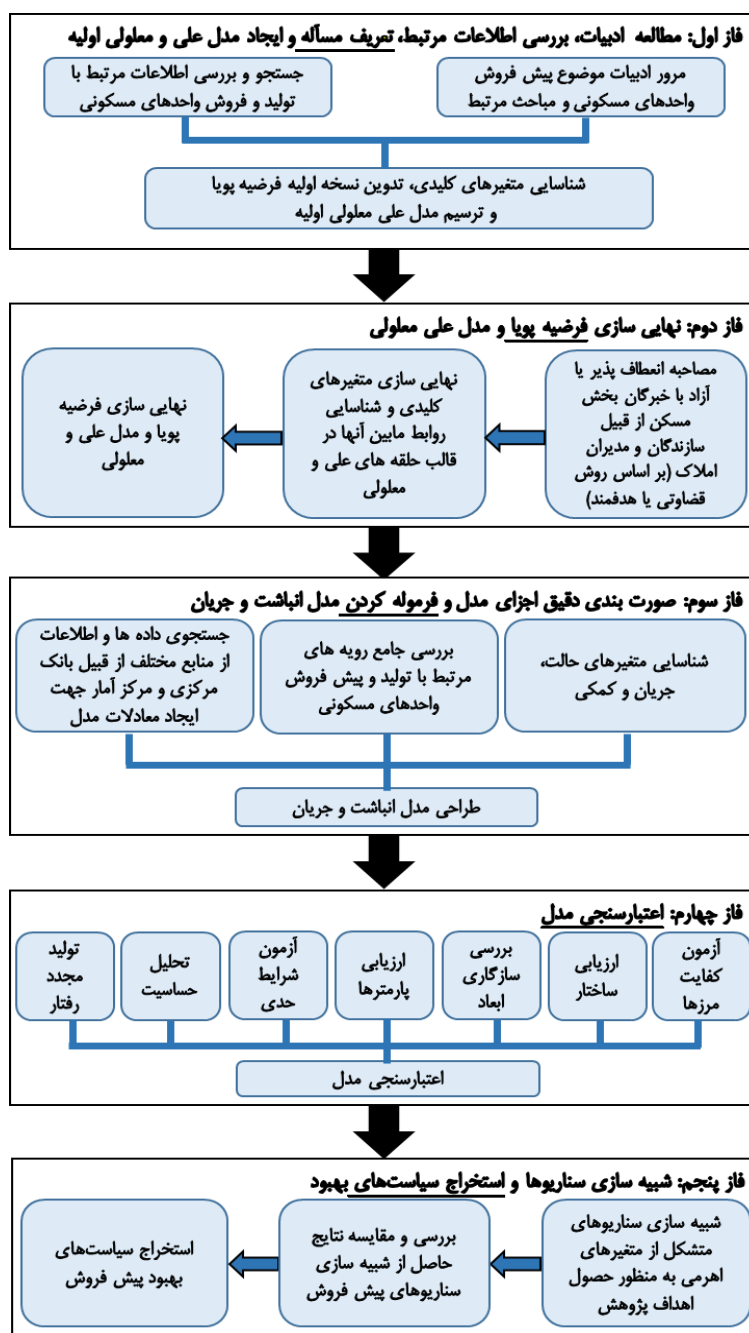 فاز اول: مطالعه ادبیات، بررسی اطلاعات مرتبط، تعریف مسأله و ایجاد مدل علی و معلولی اولیه
مرور ادبیات موضوع پیش فروش
واحدهای مسکونی و مباحث مرتبط
جستجو و بررسی اطلاعات مرتبط با
تولید و فروش واحدهای مسکونی
شناسایی متغیرهای کلیدی، تدوین نسخه اولیه فرضیه پویا
و ترسیم مدل علی معلولی اولیه
فاز دوم: نهایی سازی فرضیه پویا و مدل علی معلولی
مصاحبه انعطاف پذیر یا
آزاد با خبرگان بخش
مسکن از قبیل
سازندگان و مدیران
املاک (بر اساس روش
قضاوتی یا هدفمند)
نهایی سازی متغیرهای
کلیدی و شناسایی
روابط مابین آنها در
قالب حلقه های علی و
معلولی
نهایی سازی فرضیه
پویا و مدل علی و
معلولی
فاز سوم: صورت بندی دقیق اجزای مدل و فرموله کردن مدل انباشت و جریان
شناسایی متغیرهای حالت،
جریان و کمکی
بررسی جامع رویه های
مرتبط با تولید و پیش فروش
واحدهای مسکونی
جستجوی داده ها و اطلاعات
از منابع مختلف از قبیل بانک
مرکزی و مرکز آمار جهت
ایجاد معادلات مدل
طراحی مدل انباشت و جریان
فاز چهارم: اعتبارسنجی مدل
آزمون
کفایت
مرزها
ارزیابی
ساختار
بررسی
سازگاری
ابعاد
ارزیابی
پارمترها
آزمون
شرایط
حدی
تحلیل
حساسیت
تولید
مجدد
رفتار
اعتبارسنجی مدل
فاز پنجم: شبیه سازی سناریوها و استخراج سیاست‌های بهبود
شبیه سازی سناریوهای
متشکل از متغیرهای
اهرمی به منظور حصول
اهداف پژوهش
بررسی و مقایسه نتایج
حاصل از شبیه سازی
سناریوهای پیش فروش
استخراج سیاست‌های
بهبود پیش فروش